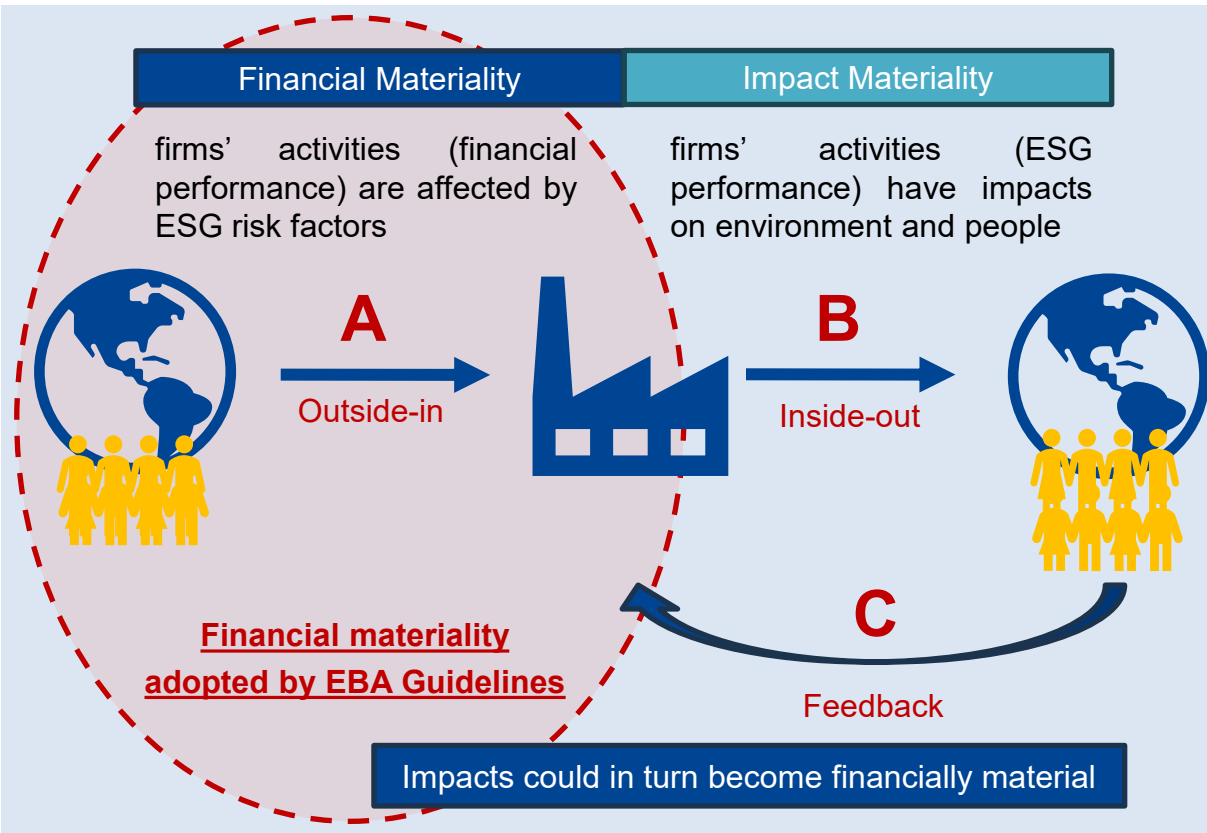 Financial Materiality
Impact Materiality
firms’ activities (financial
performance) are affected by
ESG risk factors
firms’ activities (ESG
performance) have impacts
on environment and people
A
Outside-in
B
Inside-out
C
Feedback
Financial materiality
adopted by EBA Guidelines
Impacts could in turn become financially material